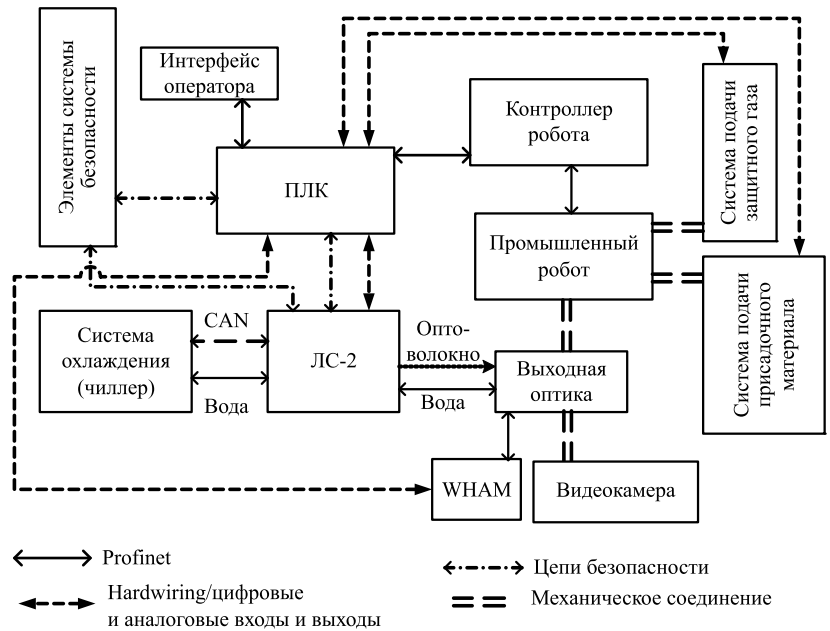 Элементы системы
безопасности
Интерфейс
оператора
ПЛК
Контроллер
робота
Система подачи
защитного газа
Промышленный
робот
Система подачи
присадочного
материала
Система
охлаждения
(чиллер)
CAN
Вода
ЛС-2
Опто-
волокно
Вода
Выходная
оптика
WHAM
Видеокамера
Profinet
Hardwiring/цифровые
и аналоговые входы и выходы
Цепи безопасности
Механическое соединение